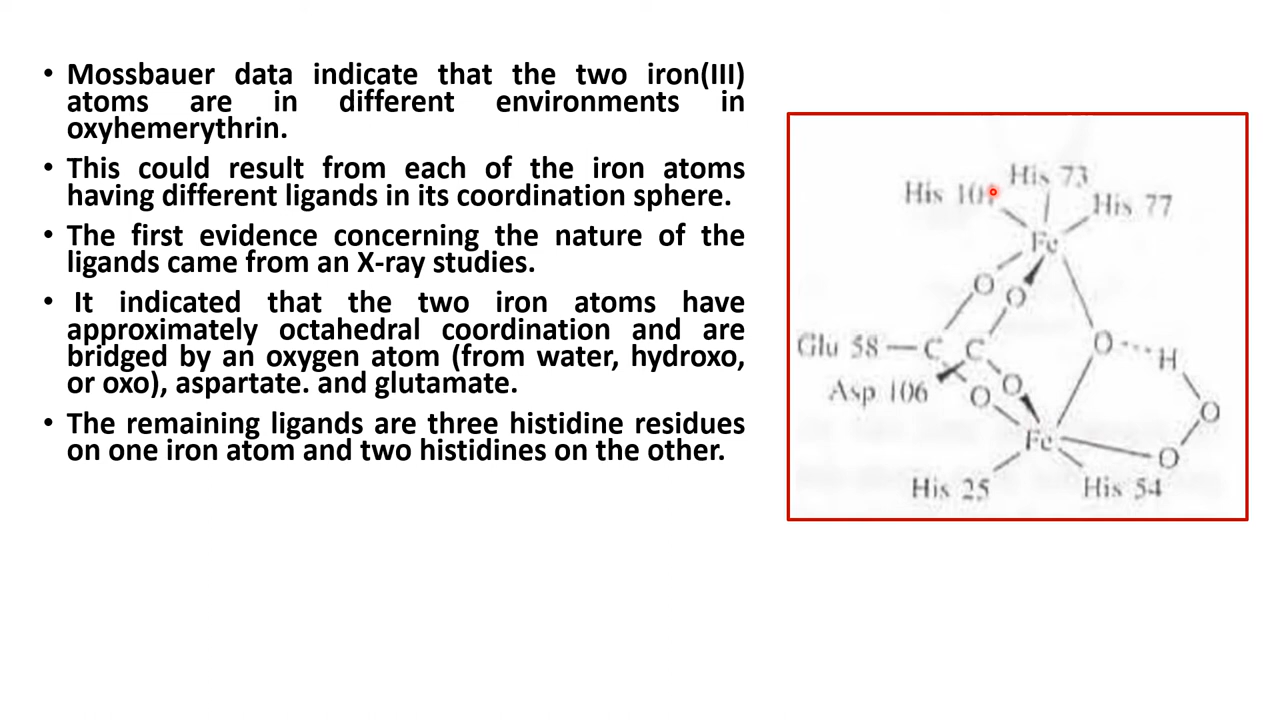 • Mossbauer data indicate that the two iron(III)
atoms are in different environments in
oxyhemerythrin.
• This could result from each of the iron atoms
having different ligands in its coordination sphere.
• The first evidence concerning the nature of the
ligands came from an X-ray studies.
• It indicated that the two iron atoms have
approximately octahedral coordination and are
bridged by an oxygen atom (from water, hydroxo,
or oxo), aspartate. and glutamate.
• The remaining ligands are three histidine residues
on one iron atom and two histidines on the other.
His 73
His
His 77
Fe
O
O
Glu 58
C
C
O
H
Asp 106
O
O
O
Fe
O
His 25
His 54